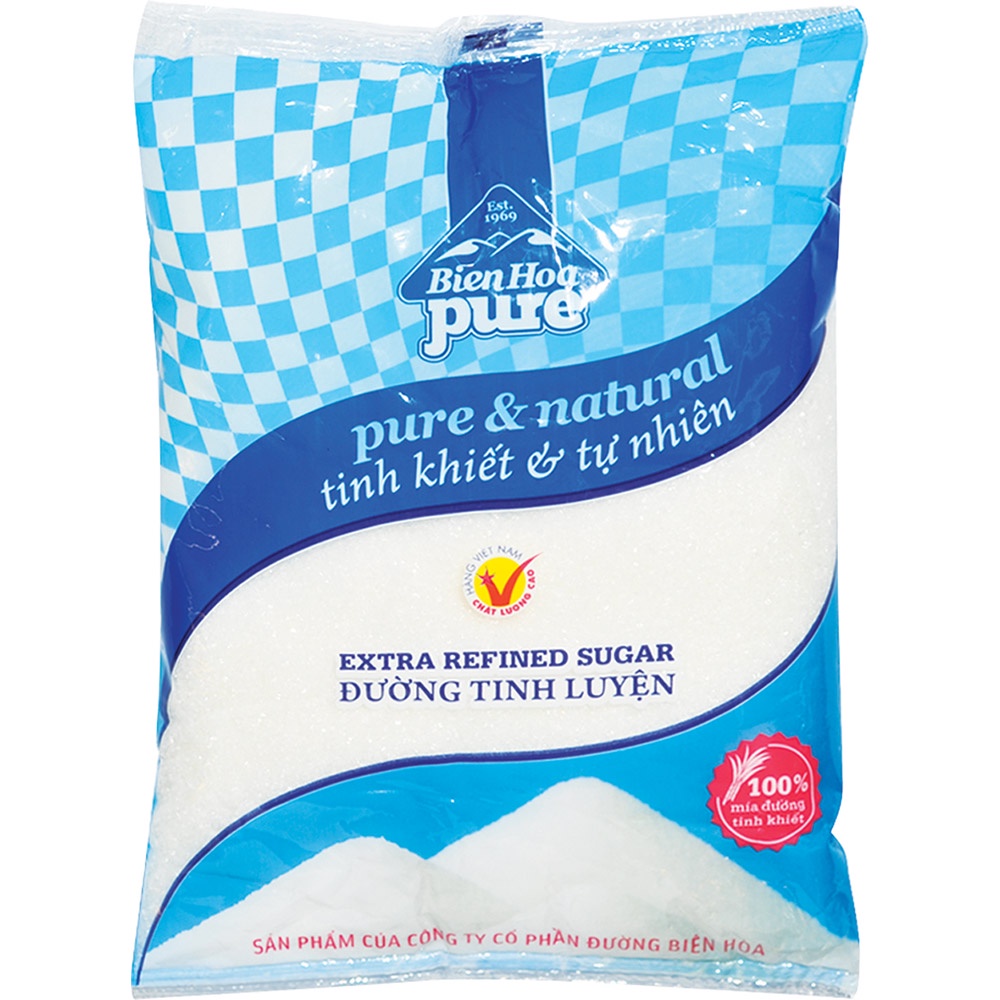 Est.
1969
Biên Hoa
pure
pure & natural
tinh khiết & tự nhiên
HÀNG VIỆT NAM
CHẤT LƯỢNG CAO
EXTRA REFINED SUGAR
ĐƯỜNG TINH LUYỆN
100%
mía đường
tinh khiết
SẢN PHẨM CỦA CÔNG TY CỔ PHẦN ĐƯỜNG BIÊN HÒA